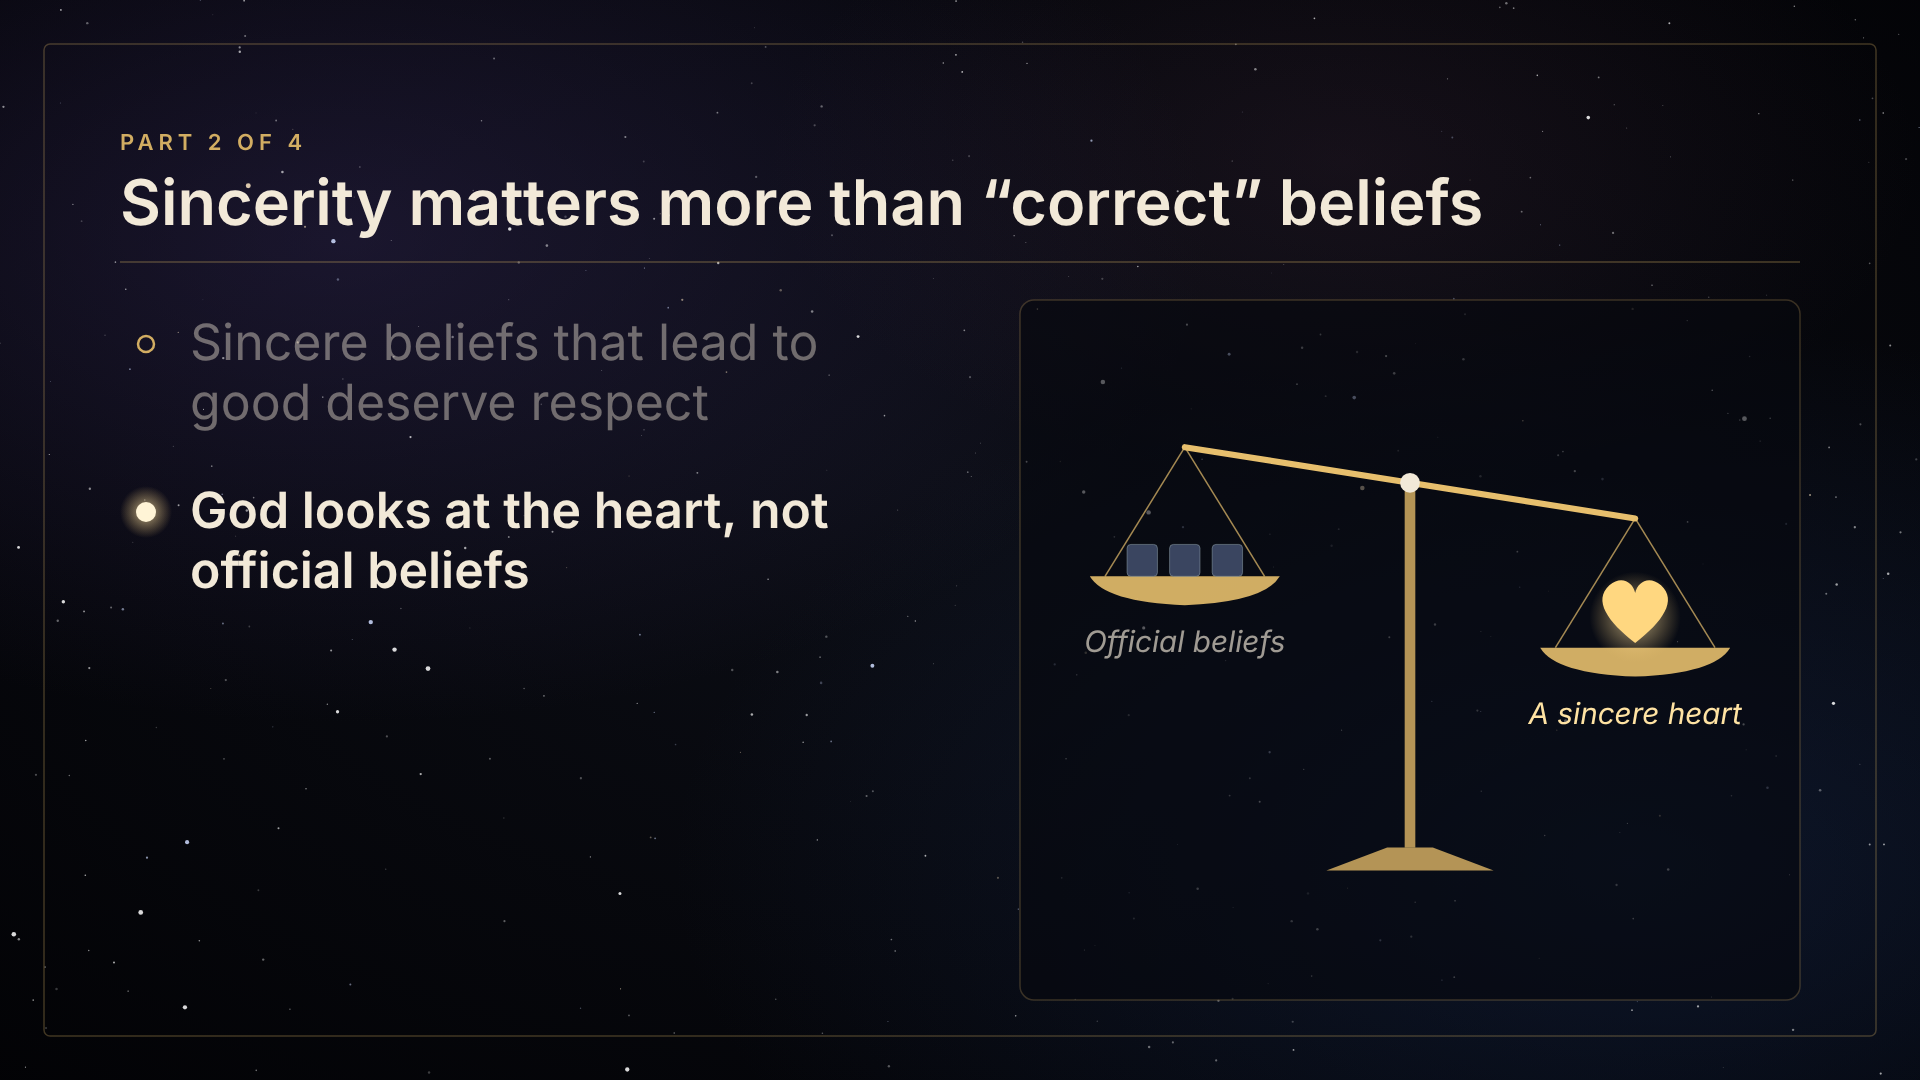 PART 2 OF 4
Sincerity matters more than “correct” beliefs
Sincere beliefs that lead to
good deserve respect
God looks at the heart, not
official beliefs
Official beliefs
A sincere heart